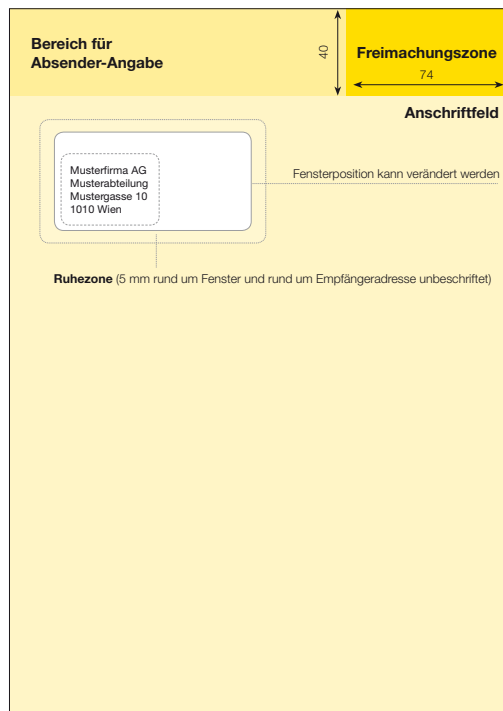 Bereich für
Absender-Angabe
40
Freimachungszone
74
Anschriftfeld
Musterfirma AG
Musterabteilung
Mustergasse 10
1010 Wien
Fensterposition kann verändert werden
Ruhezone (5 mm rund um Fenster und rund um Empfängeradresse unbeschriftet)